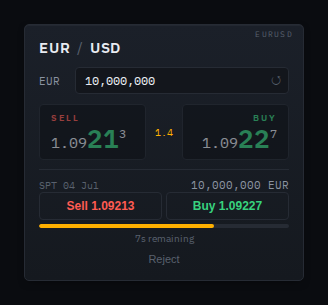 EURUSD
EUR / USD
EUR 10,000,000
SELL BUY
1.09213 1.4 1.09227
SPT 04 Jul 10,000,000 EUR
Sell 1.09213 Buy 1.09227
7s remaining
Reject